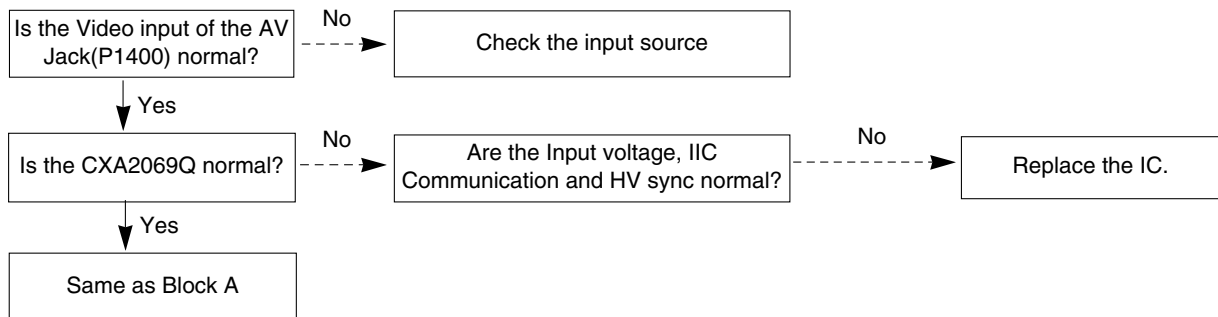 Is the Video input of the AV
Jack(P1400) normal?
No
Check the input source
Yes
Is the CXA2069Q normal?
No
Are the Input voltage, IIC
Communication and HV sync normal?
No
Replace the IC.
Yes
Same as Block A